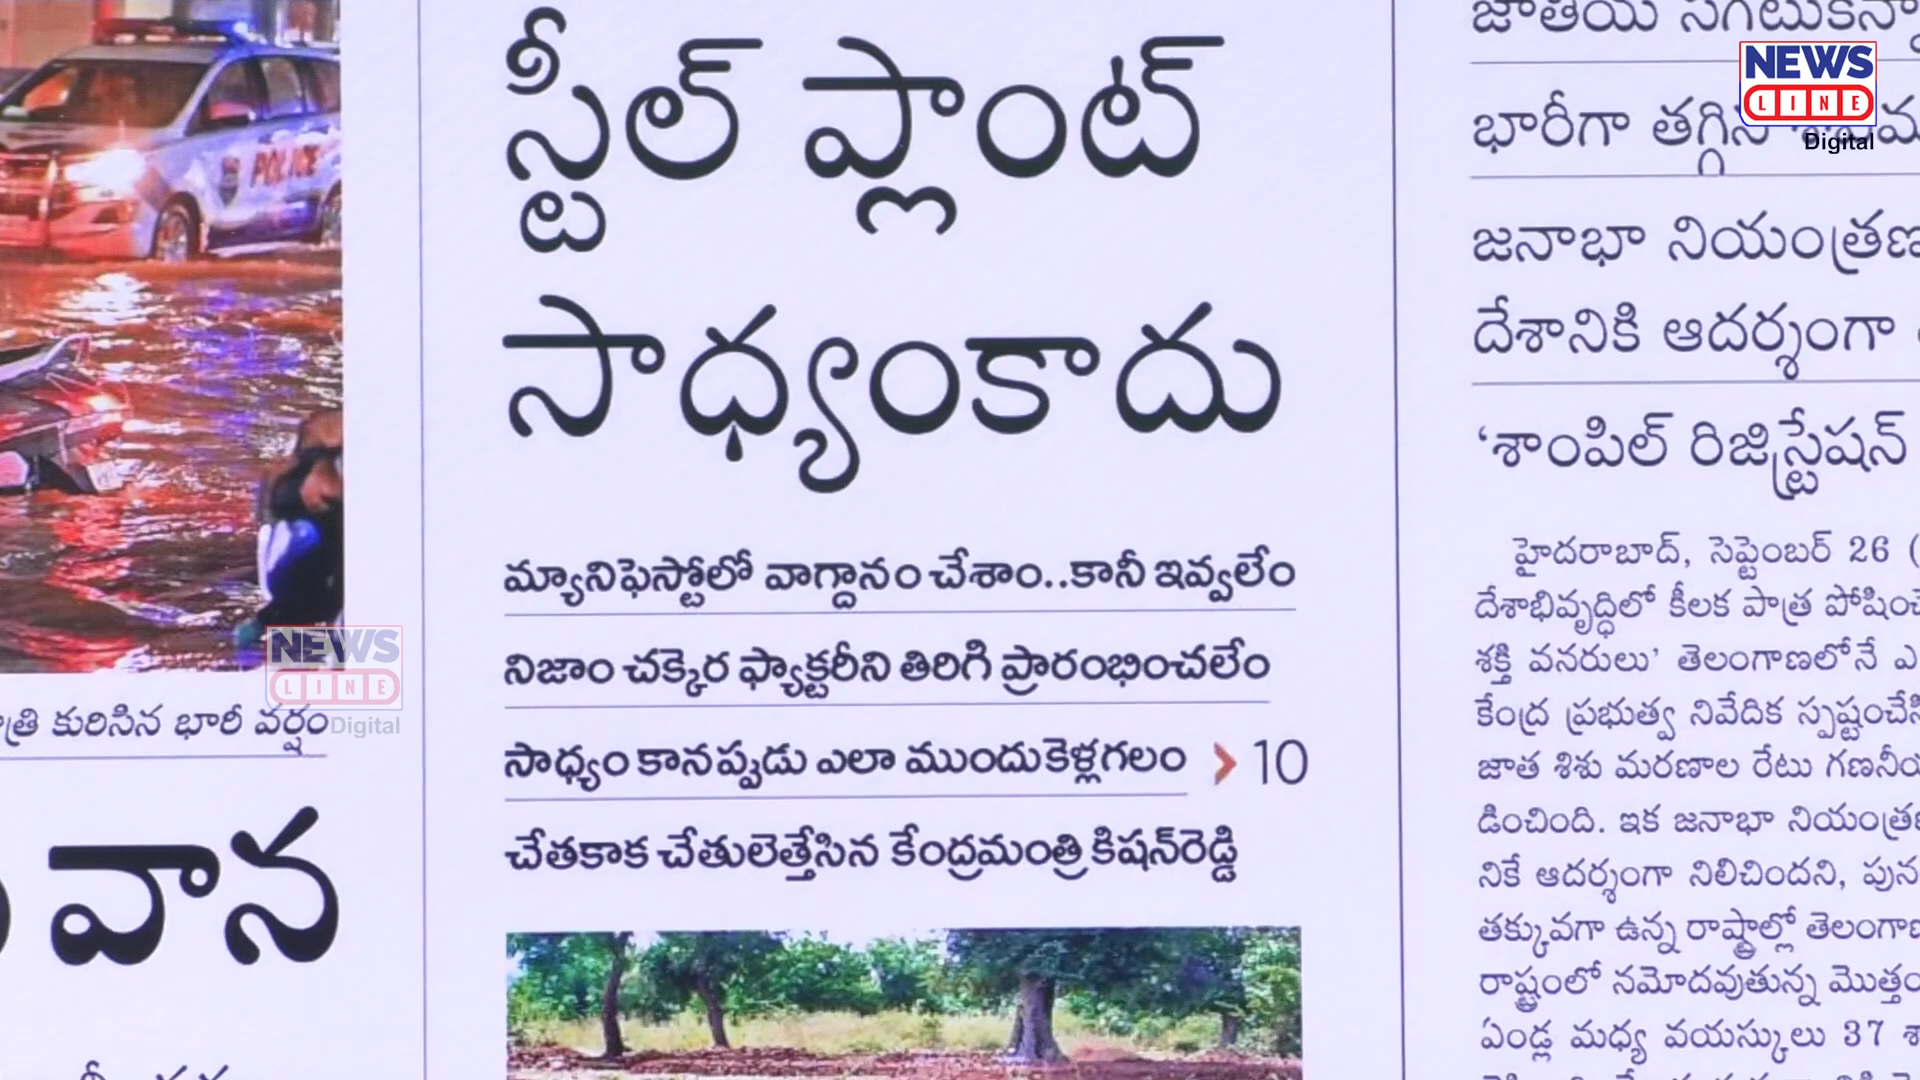 POLICE
కురిసిన భారీ వర్షం
వాన
స్టీల్ ప్లాంట్
సాధ్యంకాదు
మ్యానిఫెస్టోలో వాగ్దానం చేశాం..కానీ ఇవ్వలేం
నిజాం చక్కెర ఫ్యాక్టరీని తిరిగి ప్రారంభించలేం
సాధ్యం కానప్పుడు ఎలా ముందుకెళ్లగలం > 10
చేతకాక చేతులెత్తేసిన కేంద్రమంత్రి కిషన్‌రెడ్డి
భారీగా తగ్గిన
జనాభా నియంత్రణ
దేశానికి ఆదర్శంగా
‘శాంపిల్ రిజిస్ట్రేషన్
హైదరాబాద్, సెప్టెంబర్ 26 (
దేశాభివృద్ధిలో కీలక పాత్ర
శక్తి వనరులు’ తెలంగాణలోనే
కేంద్ర ప్రభుత్వ నివేదిక
జాత శిశు మరణాల రేటు
డించింది. ఇక జనాభా
నికే ఆదర్శంగా నిలిచిందని,
తక్కువగా ఉన్న రాష్ట్రాల్లో
రాష్ట్రంలో నమోదవుతున్న
ఏండ్ల మధ్య వయస్కులు 37
NEWS
LINE
Digital
NEWS
LINE
Digital